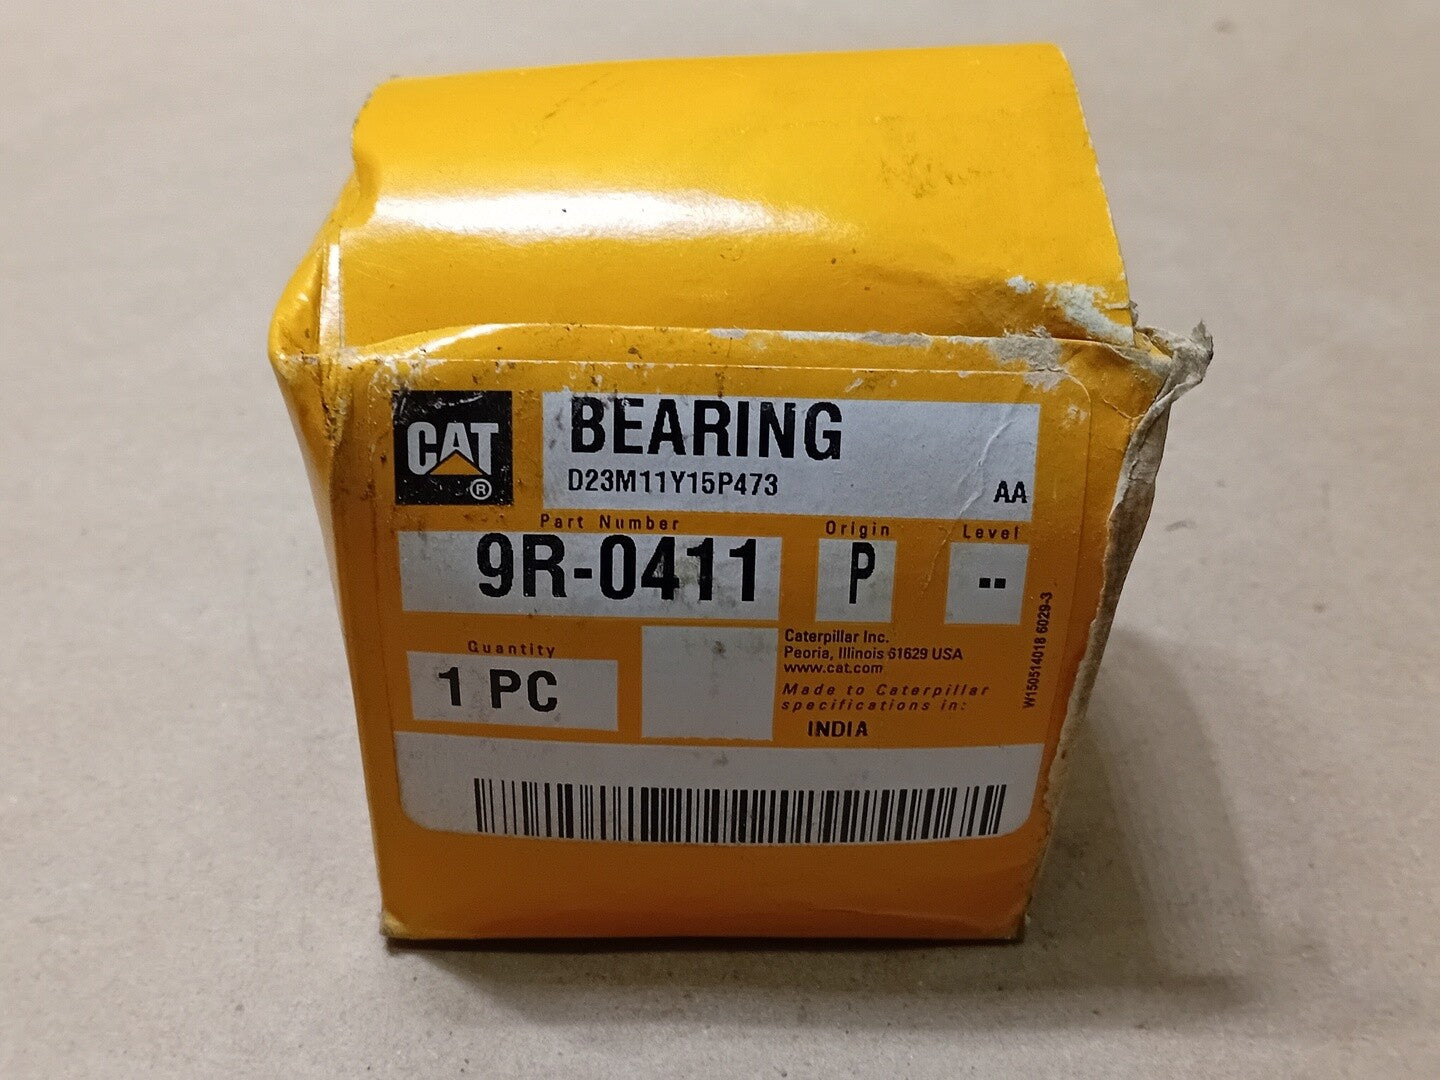 CAT
®
BEARING
D23M11Y15P473
AA
Part Number
Origin
Level
9R-0411
P
--
Quantity
1 PC
Caterpillar Inc.
Peoria, Illinois 61629 USA
www.cat.com
Made to Caterpillar
specifications in:
INDIA
W150514018 6029-3